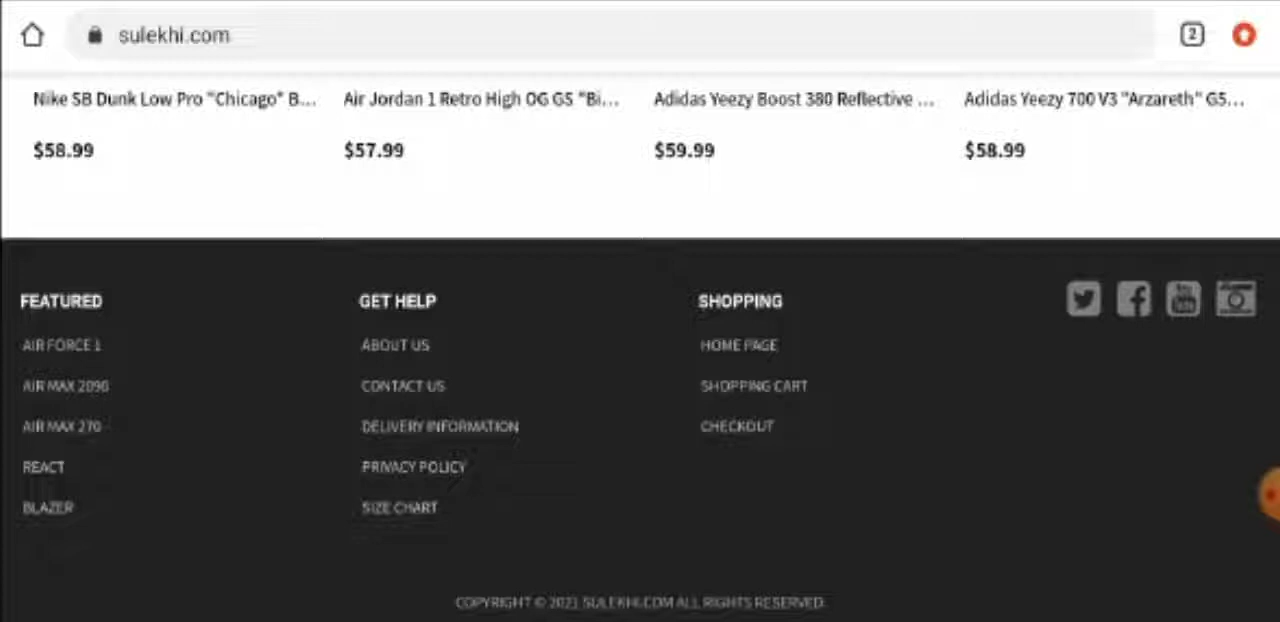 sulekhi.com
2
Nike SB Dunk Low Pro "Chicago" B... Air Jordan 1 Retro High OG GS "Bi... Adidas Yeezy Boost 380 Reflective ... Adidas Yeezy 700 V3 "Arzareth" G5...
$58.99 $57.99 $59.99 $58.99
FEATURED GET HELP SHOPPING
AIR FORCE 1 ABOUT US HOME PAGE
AIR MAX 2090 CONTACT US SHOPPING CART
AIR MAX 270 DELIVERY INFORMATION CHECKOUT
REACT PRIVACY POLICY
BLAZER SIZE CHART
COPYRIGHT © 2021 SULEKHI.COM ALL RIGHTS RESERVED.